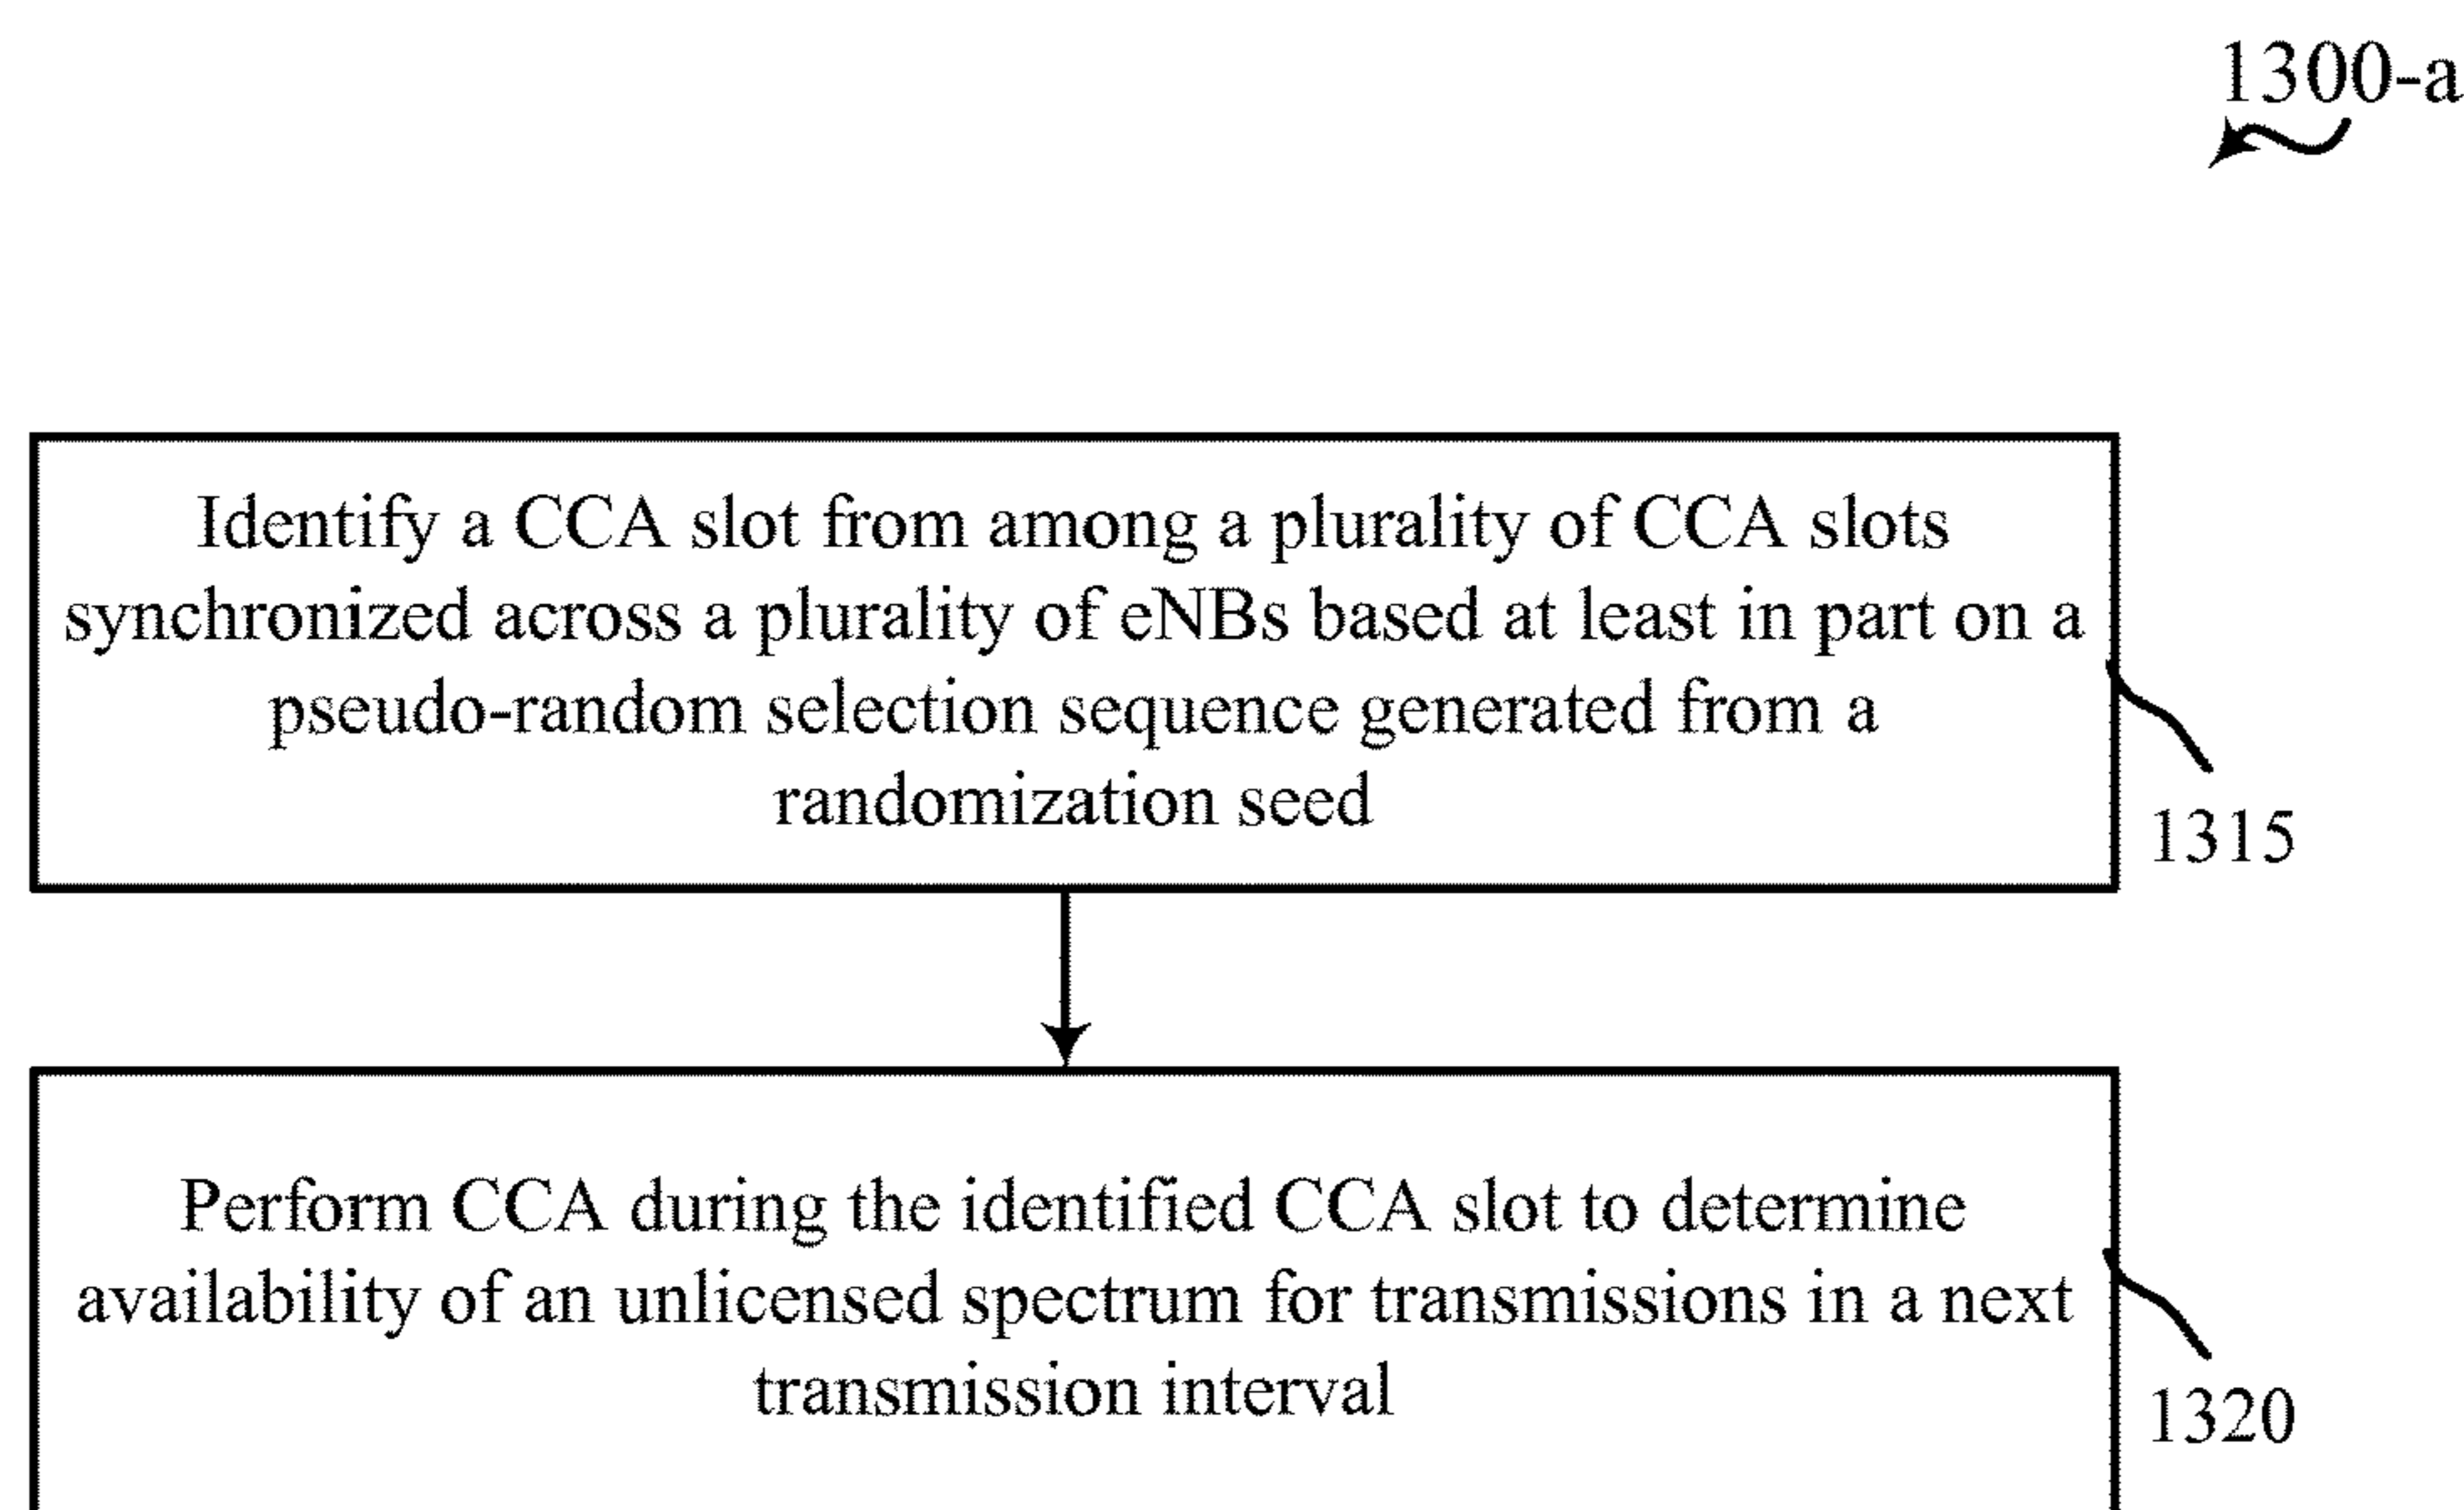 1300-a
Identify a CCA slot from among a plurality of CCA slots
synchronized across a plurality of eNBs based at least in part on a
pseudo-random selection sequence generated from a
randomization seed
1315
Perform CCA during the identified CCA slot to determine
availability of an unlicensed spectrum for transmissions in a next
transmission interval
1320